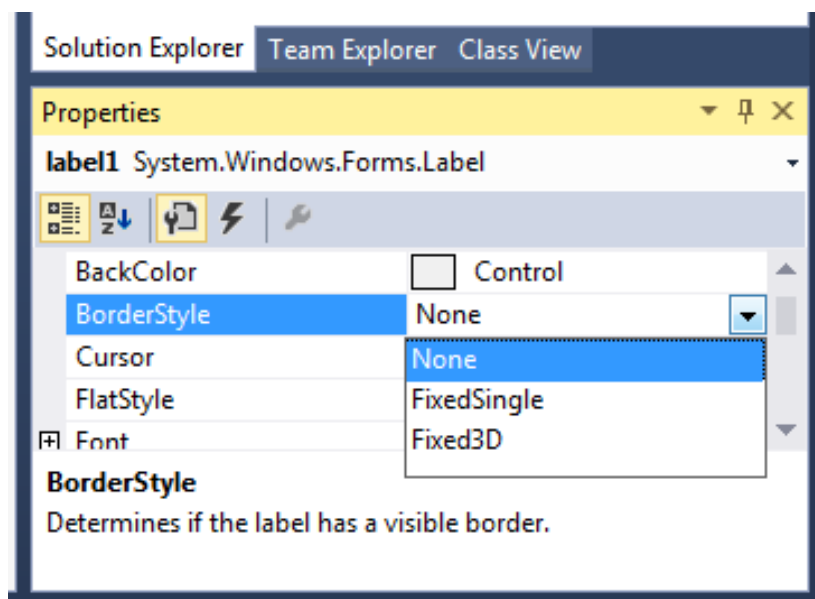 Solution Explorer Team Explorer Class View
Properties
label1 System.Windows.Forms.Label
BackColor Control
BorderStyle None
Cursor None
FlatStyle FixedSingle
Font Fixed3D
BorderStyle
Determines if the label has a visible border.